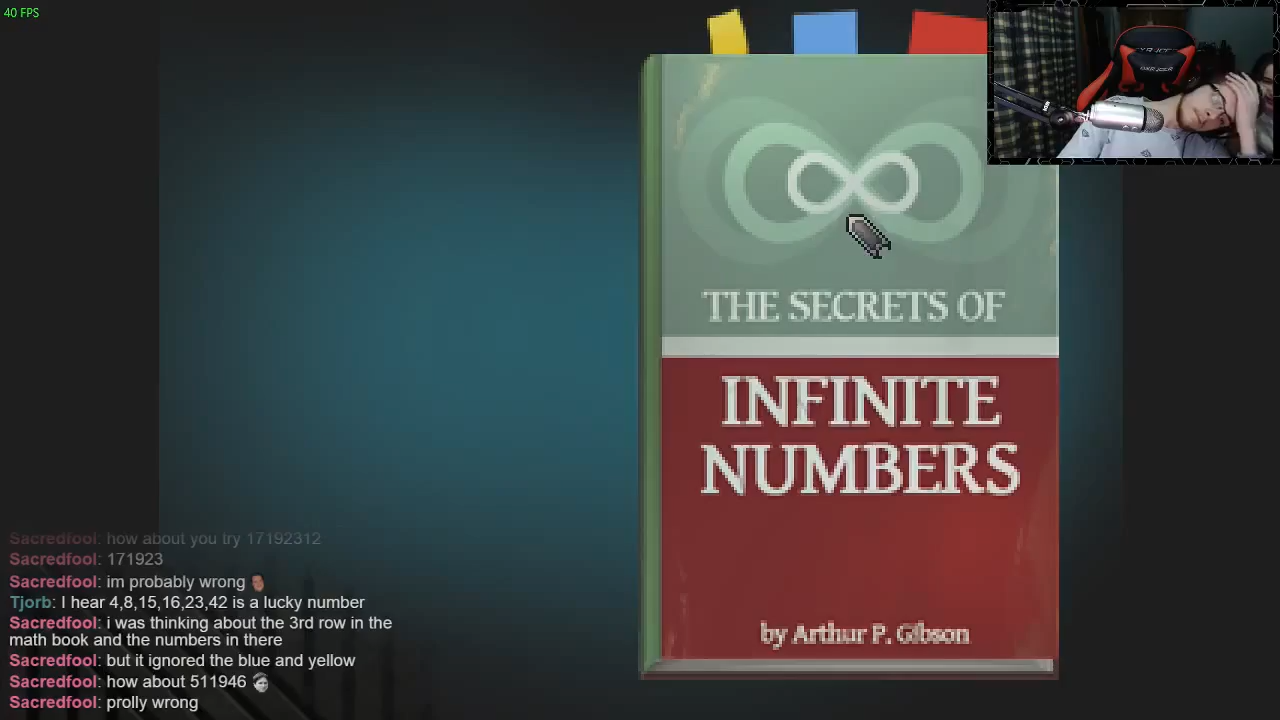 40 FPS
THE SECRETS OF
INFINITE
NUMBERS
by Arthur P. Gibson
Sacredfool: how about you try 17192312
Sacredfool: 171923
Sacredfool: im probably wrong
Tjorb: I hear 4,8,15,16,23,42 is a lucky number
Sacredfool: i was thinking about the 3rd row in the
math book and the numbers in there
Sacredfool: but it ignored the blue and yellow
Sacredfool: how about 511946
Sacredfool: prolly wrong